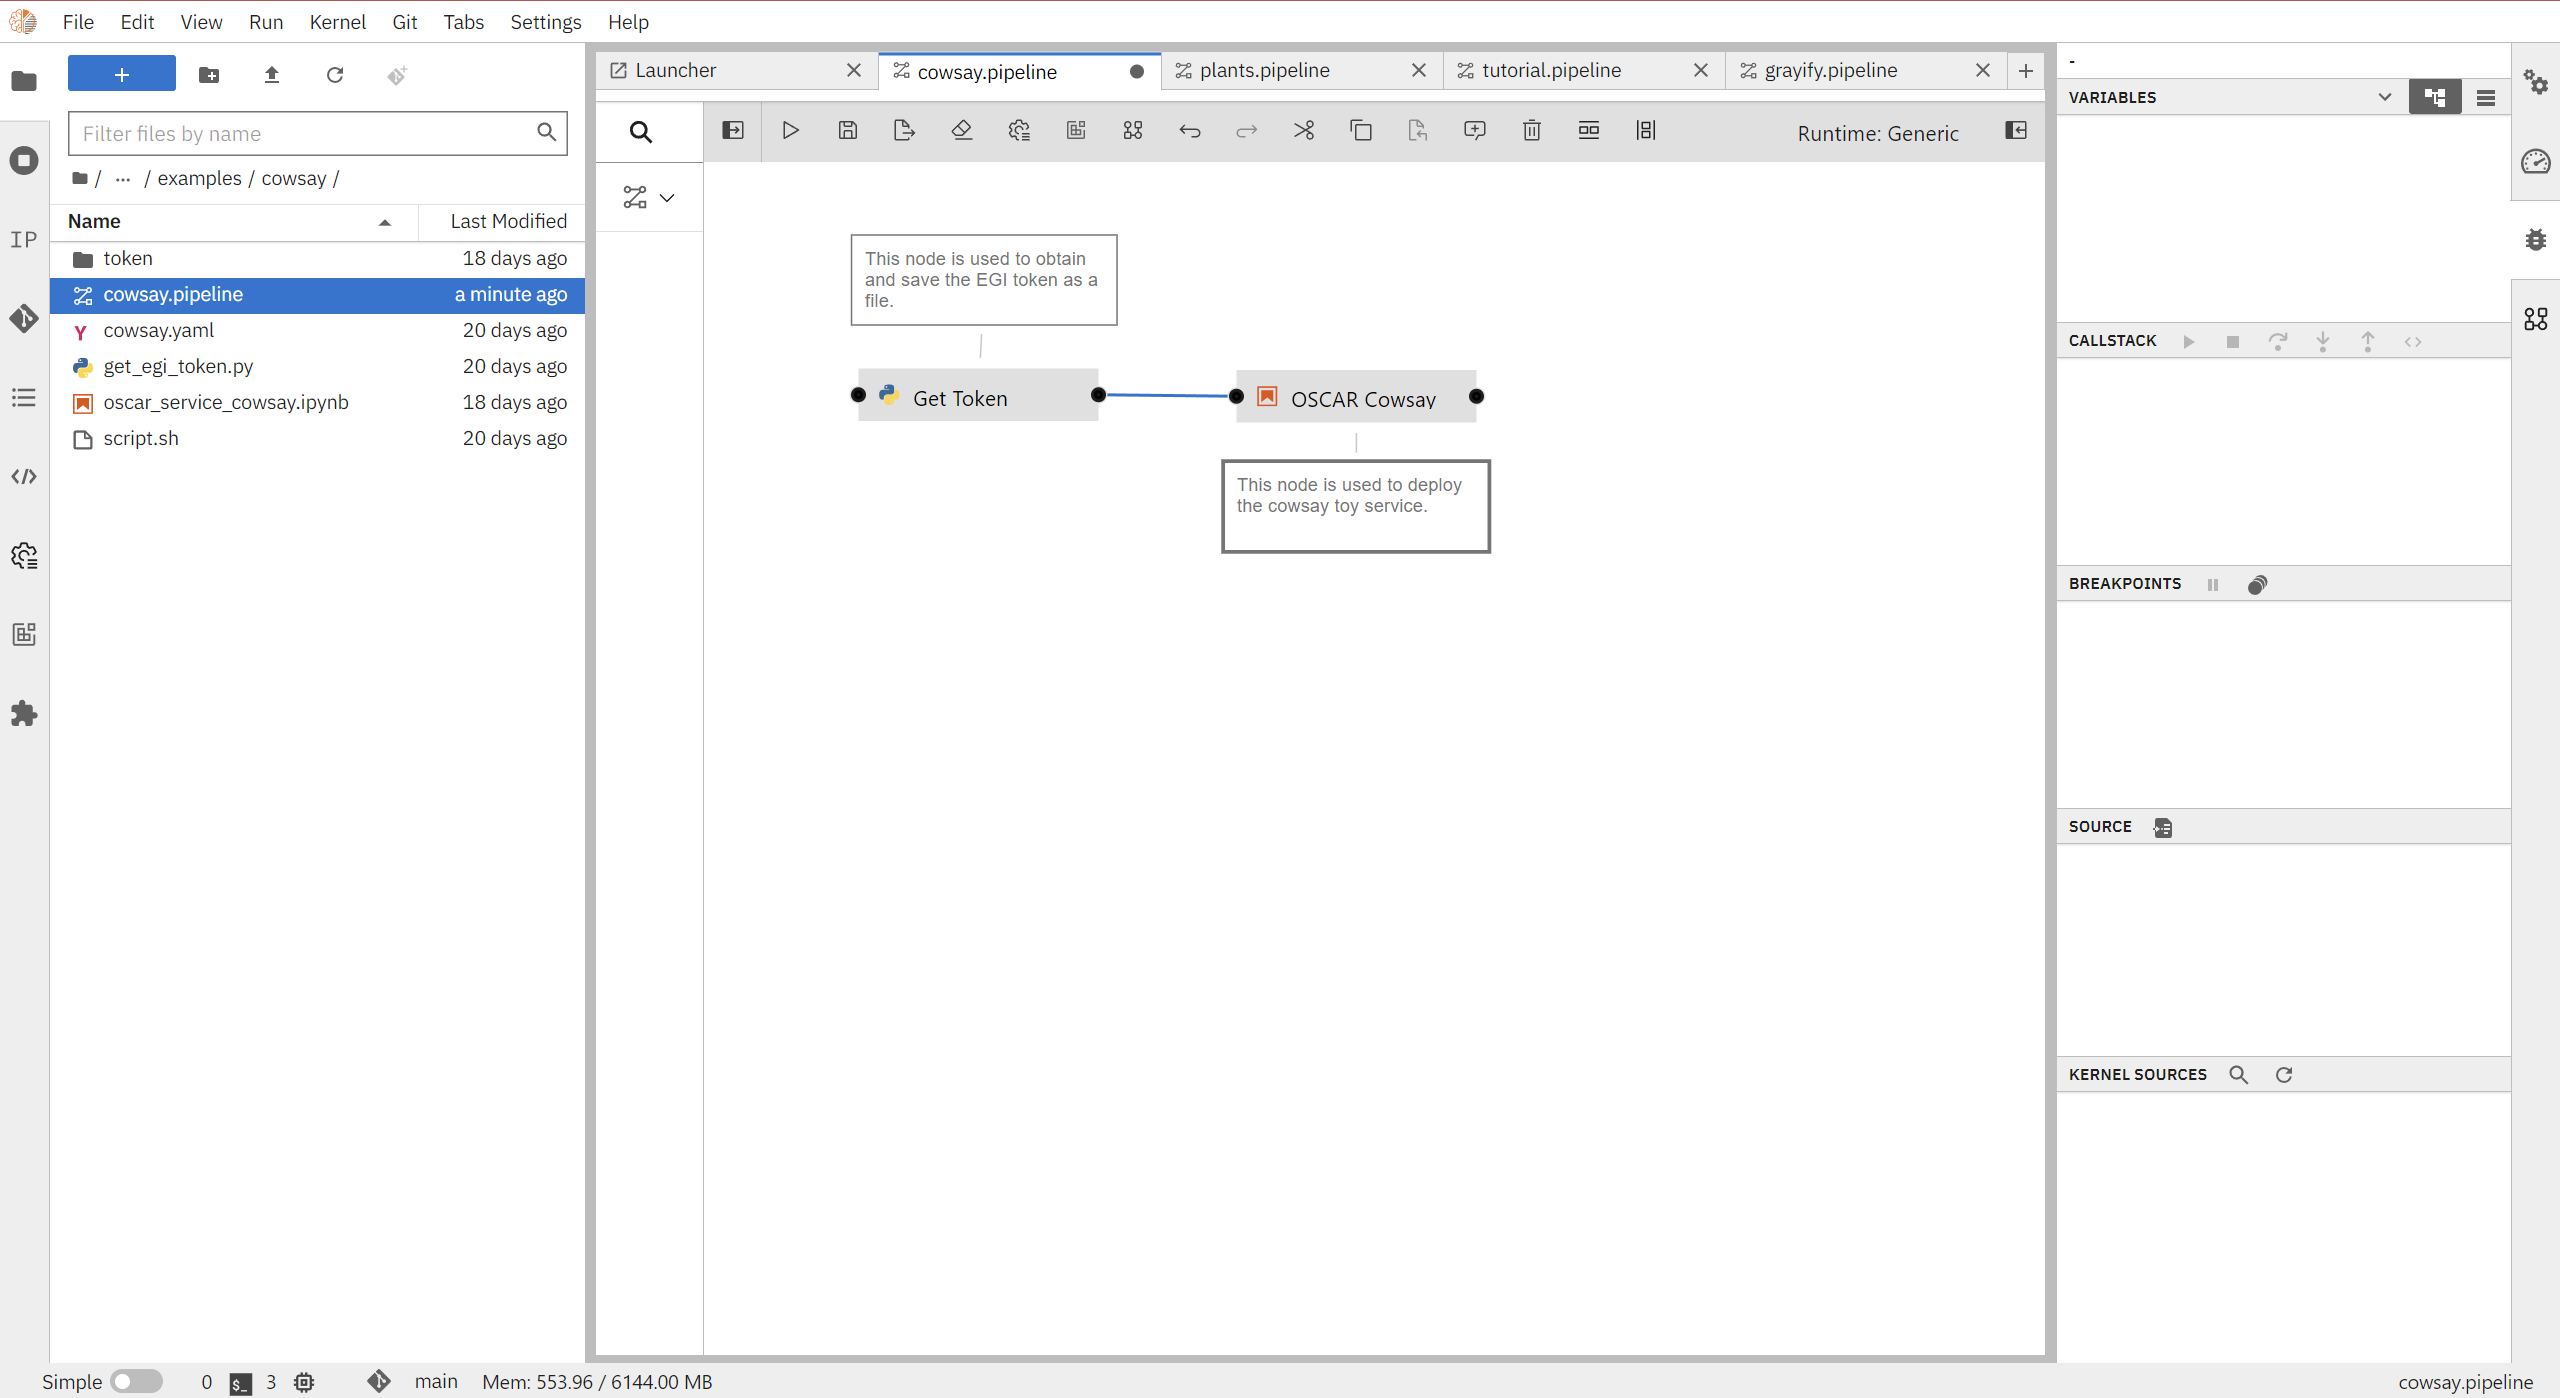 File Edit View Run Kernel Git Tabs Settings Help
Launcher
cowsay.pipeline
plants.pipeline
tutorial.pipeline
grayify.pipeline
Filter files by name
/ ... / examples / cowsay /
Name Last Modified
token 18 days ago
cowsay.pipeline a minute ago
cowsay.yaml 20 days ago
get_egi_token.py 20 days ago
oscar_service_cowsay.ipynb 18 days ago
script.sh 20 days ago
IP
Runtime: Generic
This node is used to obtain
and save the EGI token as a
file.
Get Token
OSCAR Cowsay
This node is used to deploy
the cowsay toy service.
-
VARIABLES
CALLSTACK
BREAKPOINTS
SOURCE
KERNEL SOURCES
Simple 0 $_ 3 main Mem: 553.96 / 6144.00 MB
cowsay.pipeline